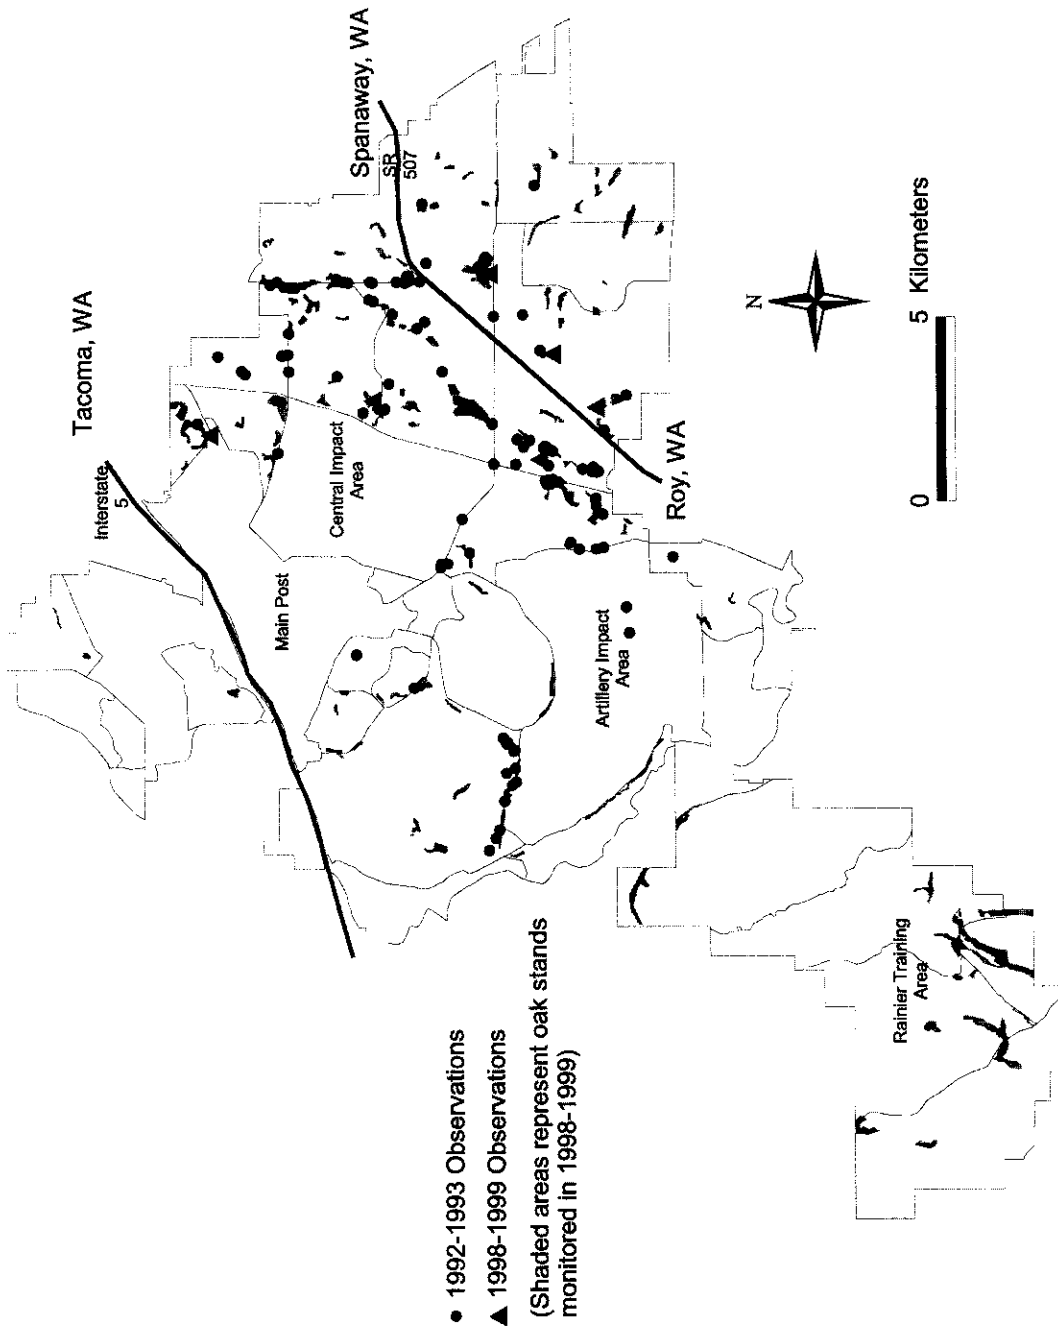 Tacoma, WA
Spanaway, WA
Interstate
5
SR
507
Central Impact
Area
Main Post
Roy, WA
Artillery Impact
Area
Rainier Training
Area
N
0 5 Kilometers
1992-1993 Observations
1998-1999 Observations
(Shaded areas represent oak stands
monitored in 1998-1999)